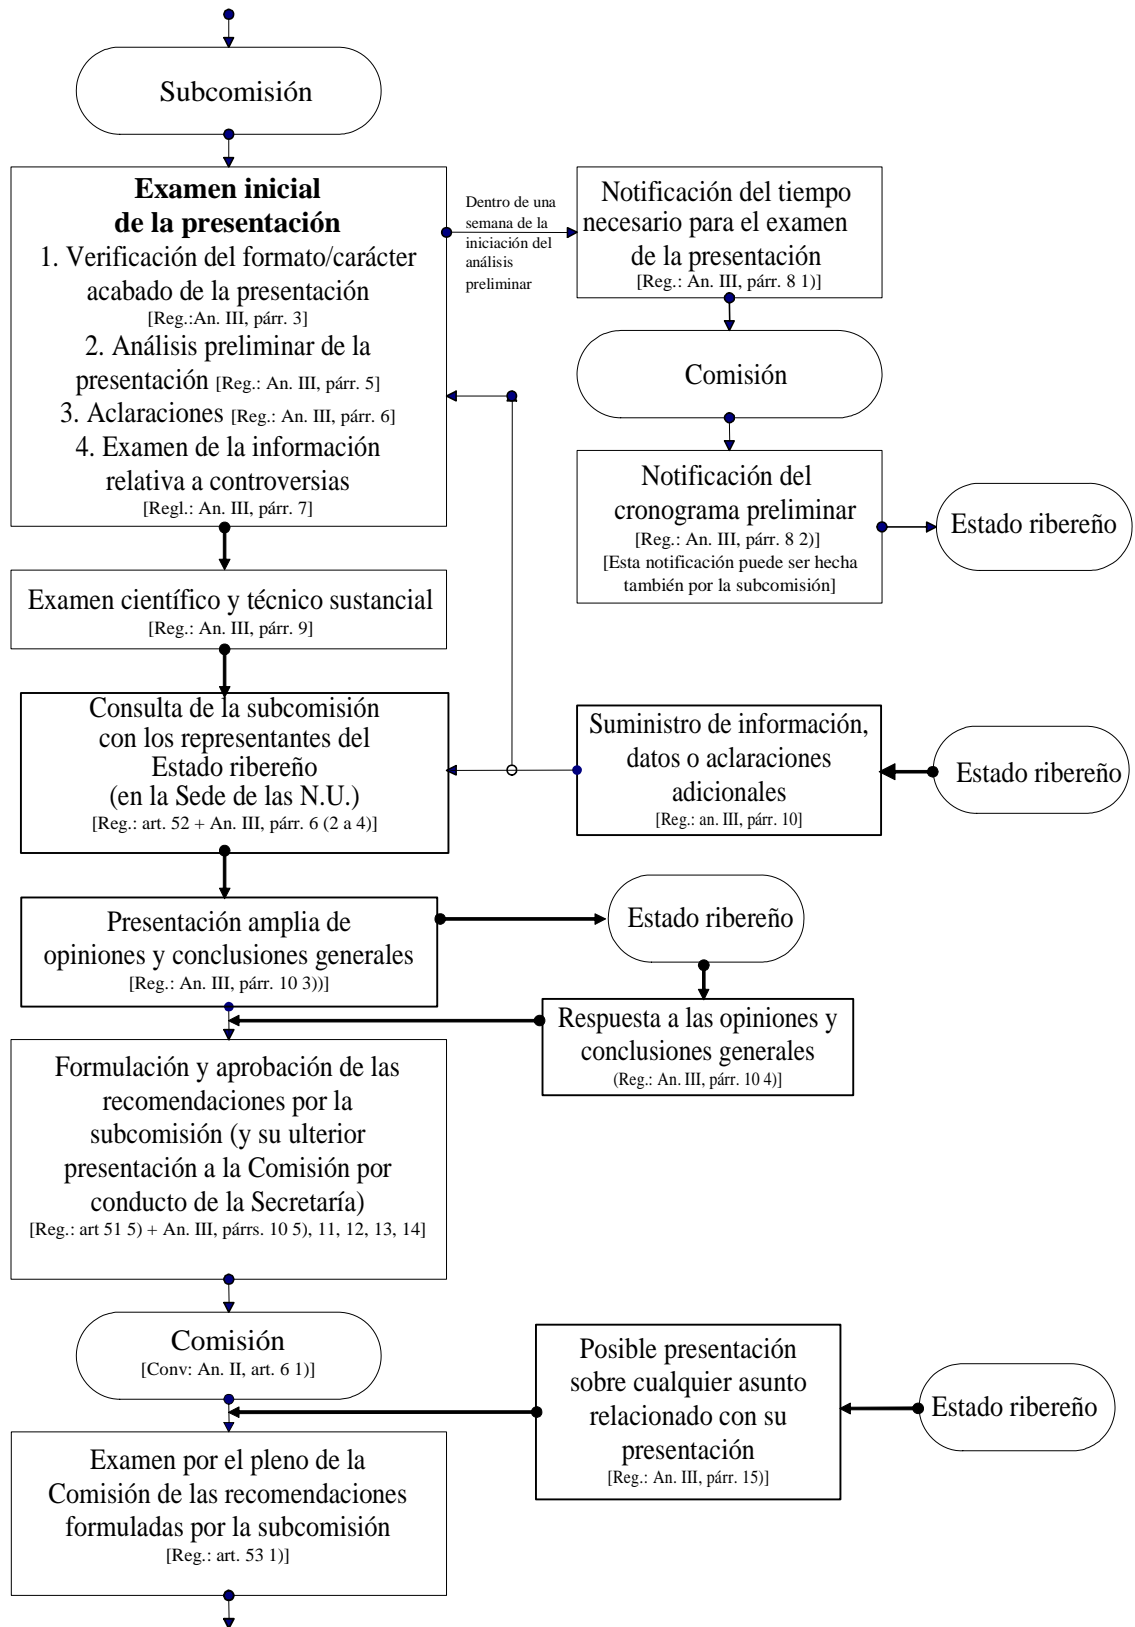 Subcomisión
Examen inicial
de la presentación
1. Verificación del formato/carácter
acabado de la presentación
[Reg.:An. III, párr. 3]
2. Análisis preliminar de la
presentación [Reg.: An. III, párr. 5]
3. Aclaraciones [Reg.: An. III, párr. 6]
4. Examen de la información
relativa a controversias
[Regl.: An. III, párr. 7]
Dentro de una
semana de la
iniciación del
análisis
preliminar
Notificación del tiempo
necesario para el examen
de la presentación
[Reg.: An. III, párr. 8 1)]
Comisión
Notificación del
cronograma preliminar
[Reg.: An. III, párr. 8 2)]
[Esta notificación puede ser hecha
también por la subcomisión]
Estado ribereño
Examen científico y técnico sustancial
[Reg.: An. III, párr. 9]
Consulta de la subcomisión
con los representantes del
Estado ribereño
(en la Sede de las N.U.)
[Reg.: art. 52 + An. III, párr. 6 (2 a 4)]
Suministro de información,
datos o aclaraciones
adicionales
[Reg.: an. III, párr. 10]
Estado ribereño
Presentación amplia de
opiniones y conclusiones generales
[Reg.: An. III, párr. 10 3))]
Estado ribereño
Respuesta a las opiniones y
conclusiones generales
(Reg.: An. III, párr. 10 4)]
Formulación y aprobación de las
recomendaciones por la
subcomisión (y su ulterior
presentación a la Comisión por
conducto de la Secretaría)
[Reg.: art 51 5) + An. III, párrs. 10 5), 11, 12, 13, 14]
Comisión
[Conv: An. II, art. 6 1)]
Posible presentación
sobre cualquier asunto
relacionado con su
presentación
[Reg.: An. III, párr. 15)]
Estado ribereño
Examen por el pleno de la
Comisión de las recomendaciones
formuladas por la subcomisión
[Reg.: art. 53 1)]